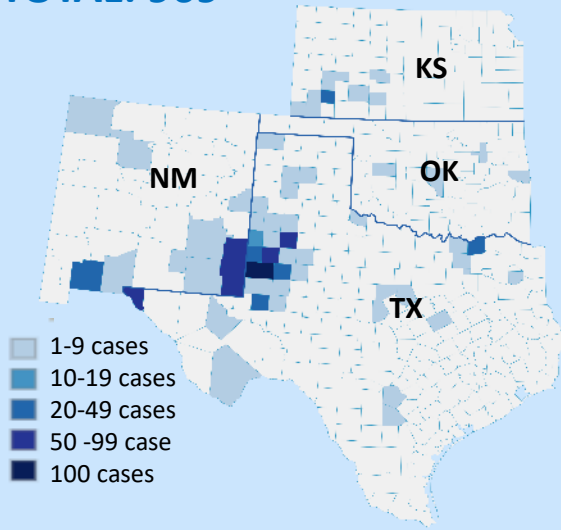 KS
NM
OK
TX
1-9 cases
10-19 cases
20-49 cases
50 -99 case
100 cases